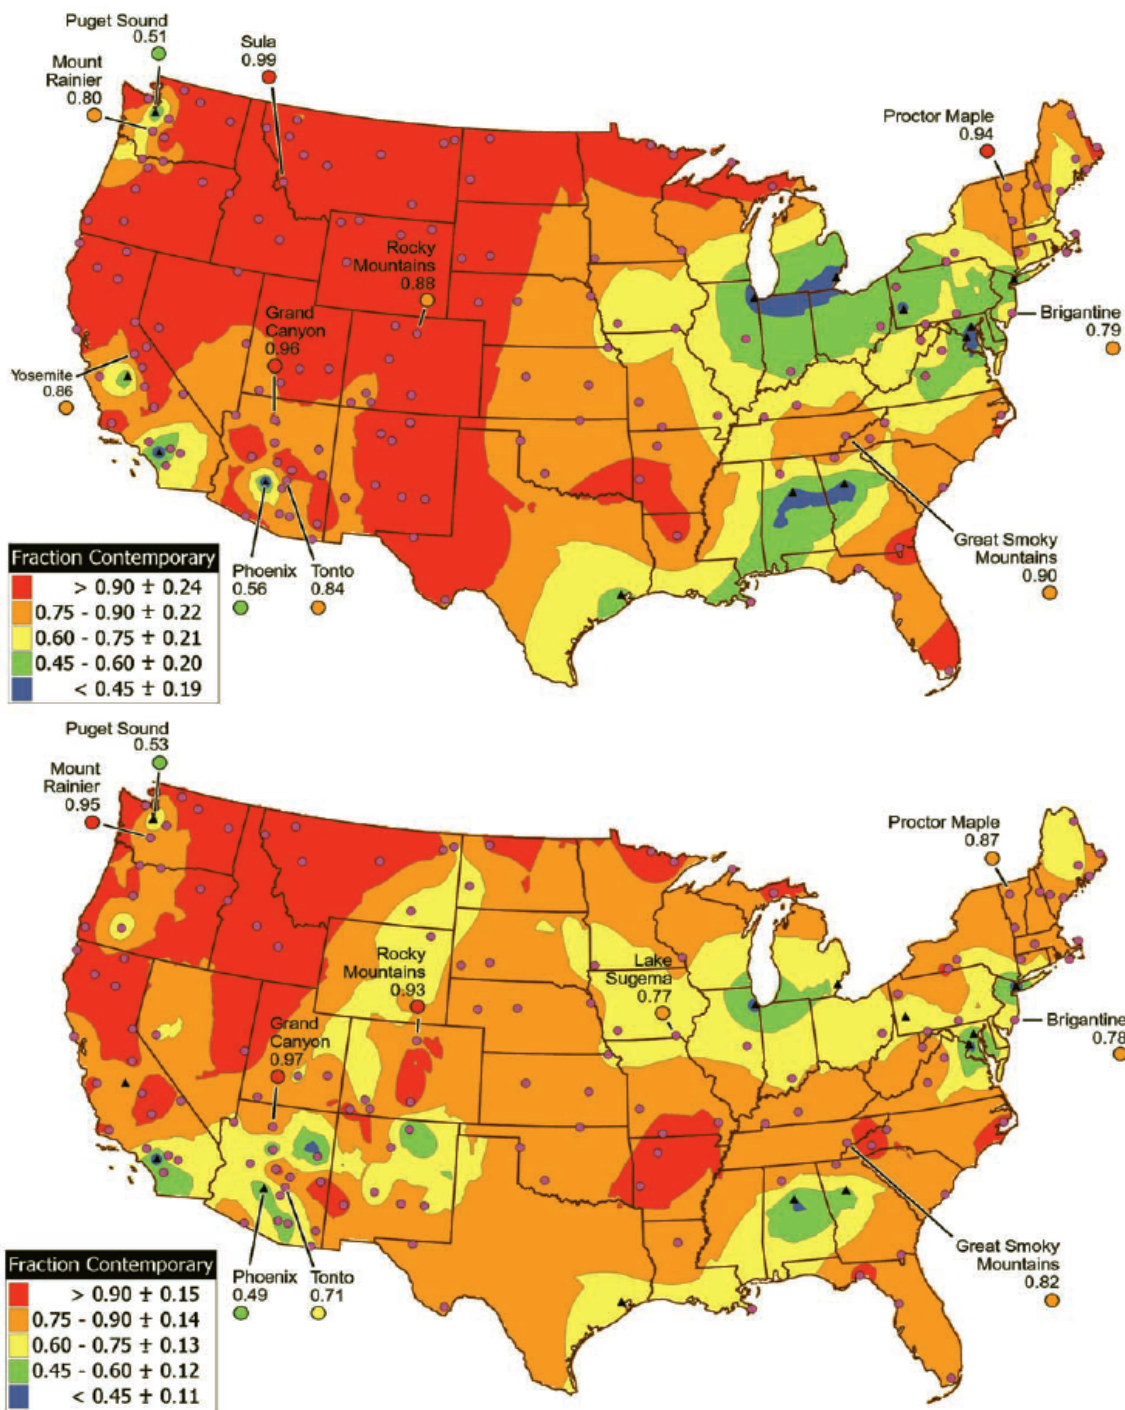 Puget Sound
0.51
Sula
0.99
Mount
Rainier
0.80
Proctor Maple
0.94
Rocky
Mountains
0.88
Grand
Canyon
0.96
Brigantine
0.79
Yosemite
0.86
Great Smoky
Mountains
0.90
Phoenix
0.56
Tonto
0.84
Fraction Contemporary
> 0.90 ± 0.24
0.75 - 0.90 ± 0.22
0.60 - 0.75 ± 0.21
0.45 - 0.60 ± 0.20
< 0.45 ± 0.19
Puget Sound
0.53
Mount
Rainier
0.95
Proctor Maple
0.87
Rocky
Mountains
0.93
Lake
Sugema
0.77
Grand
Canyon
0.97
Brigantine
0.78
Great Smoky
Mountains
0.82
Phoenix
0.49
Tonto
0.71
Fraction Contemporary
> 0.90 ± 0.15
0.75 - 0.90 ± 0.14
0.60 - 0.75 ± 0.13
0.45 - 0.60 ± 0.12
< 0.45 ± 0.11